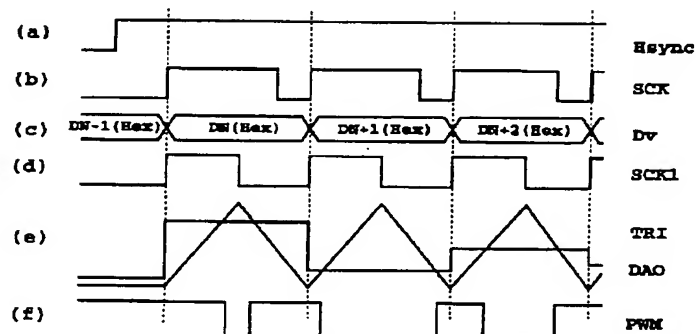 (a) Hsync
(b) SCK
(c) DN-1(Hex) DN(Hex) DN+1(Hex) DN+2(Hex) Dv
(d) SCK1
(e) TRI
DAO
(f) PWM